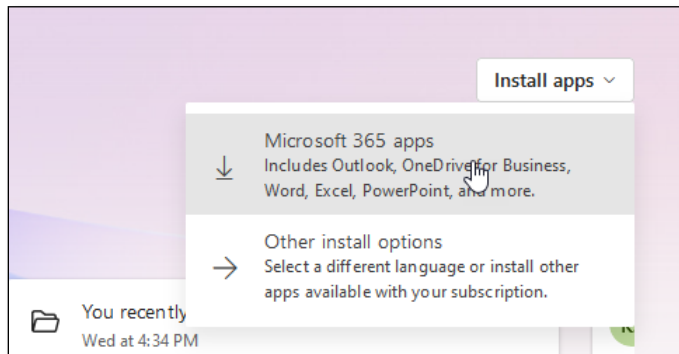 Install apps
Microsoft 365 apps
Includes Outlook, OneDrive for Business,
Word, Excel, PowerPoint, and more.
Other install options
Select a different language or install other
apps available with your subscription.
You recently
Wed at 4:34 PM